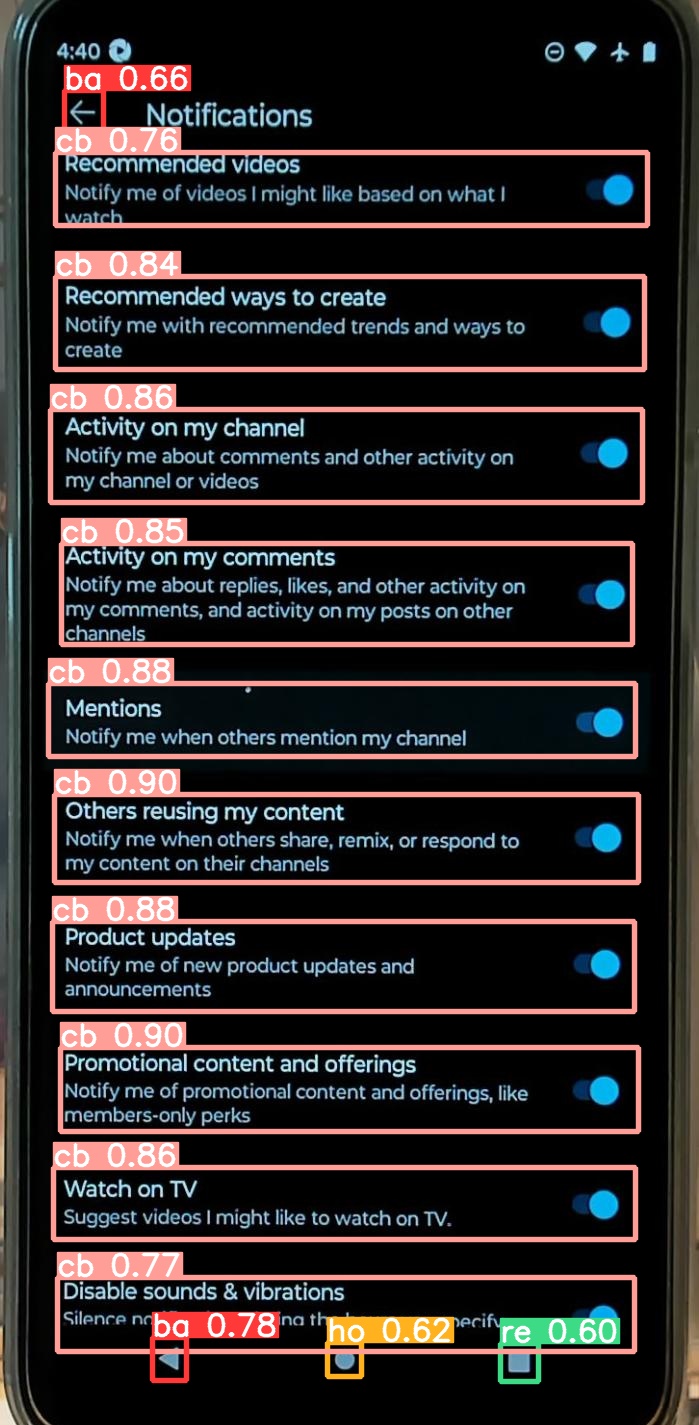 4:40
ba 0.66
Notifications
cb 0.76
Recommended videos
Notify me of videos I might like based on what I
watch
cb 0.84
Recommended ways to create
Notify me with recommended trends and ways to
create
cb 0.86
Activity on my channel
Notify me about comments and other activity on
my channel or videos
cb 0.85
Activity on my comments
Notify me about replies, likes, and other activity on
my comments, and activity on my posts on other
channels
cb 0.88
Mentions
Notify me when others mention my channel
cb 0.90
Others reusing my content
Notify me when others share, remix, or respond to
my content on their channels
cb 0.88
Product updates
Notify me of new product updates and
announcements
cb 0.90
Promotional content and offerings
Notify me of promotional content and offerings, like
members-only perks
cb 0.86
Watch on TV
Suggest videos I might like to watch on TV.
cb 0.77
Disable sounds & vibrations
Silence
ba 0.78
ho 0.62
re 0.60